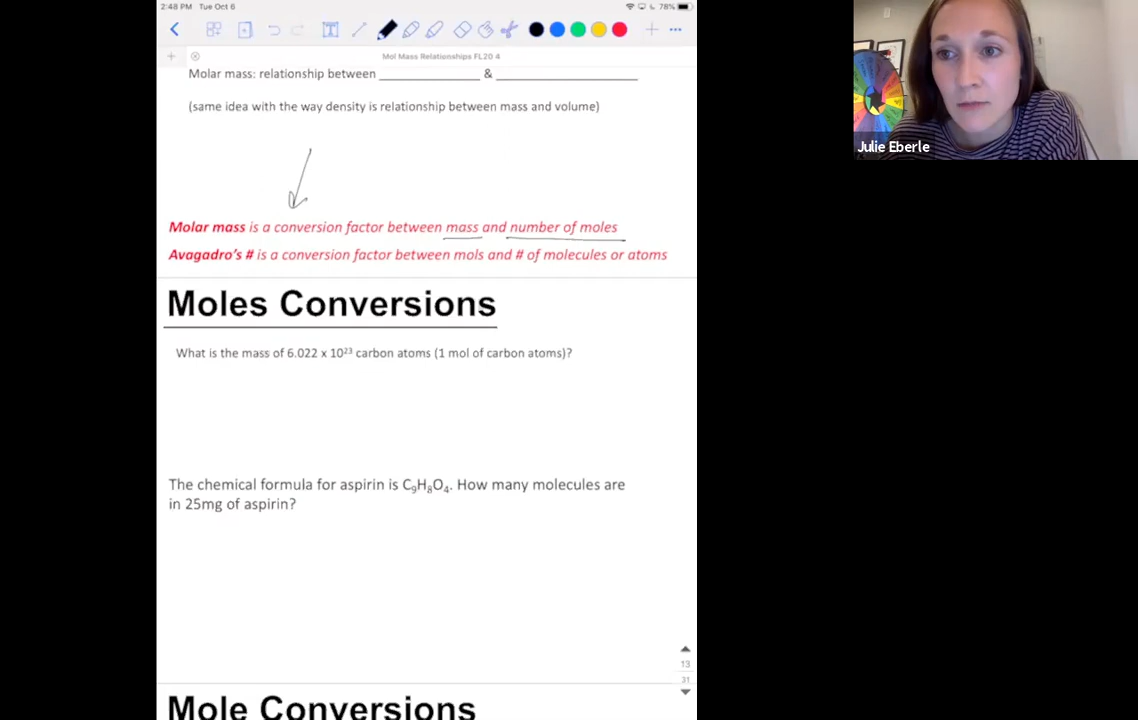 2:48 PM Tue Oct 6
78%
Mol Mass Relationships FL20 4
Molar mass: relationship between ______________ & ____________________
(same idea with the way density is relationship between mass and volume)
Molar mass is a conversion factor between mass and number of moles
Avagadro's # is a conversion factor between mols and # of molecules or atoms
Moles Conversions
What is the mass of 6.022 x 10²³ carbon atoms (1 mol of carbon atoms)?
The chemical formula for aspirin is C₉H₈O₄. How many molecules are
in 25mg of aspirin?
13
31
Mole Conversions
Julie Eberle